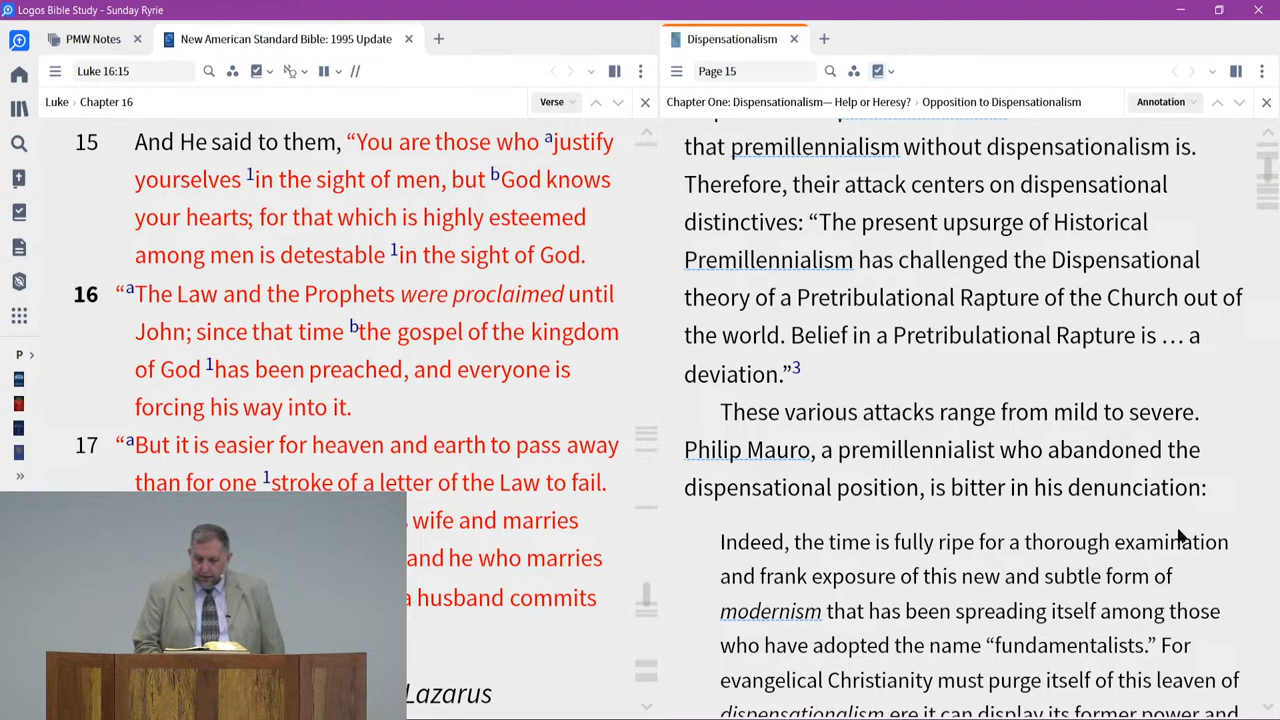 Logos Bible Study - Sunday Ryrie
PMW Notes
New American Standard Bible: 1995 Update
Luke 16:15
Luke › Chapter 16
Verse
15 And He said to them, “You are those who ajustify
yourselves 1in the sight of men, but bGod knows
your hearts; for that which is highly esteemed
among men is detestable 1in the sight of God.
16 “aThe Law and the Prophets were proclaimed until
John; since that time bthe gospel of the kingdom
of God 1has been preached, and everyone is
forcing his way into it.
17 “aBut it is easier for heaven and earth to pass away
than for one 1stroke of a letter of the Law to fail.
wife and marries
and he who marries
a husband commits
Lazarus
P
Dispensationalism
Page 15
Chapter One: Dispensationalism— Help or Heresy? › Opposition to Dispensationalism
Annotation
that premillennialism without dispensationalism is.
Therefore, their attack centers on dispensational
distinctives: “The present upsurge of Historical
Premillennialism has challenged the Dispensational
theory of a Pretribulational Rapture of the Church out of
the world. Belief in a Pretribulational Rapture is … a
deviation.”3
These various attacks range from mild to severe.
Philip Mauro, a premillennialist who abandoned the
dispensational position, is bitter in his denunciation:
Indeed, the time is fully ripe for a thorough examination
and frank exposure of this new and subtle form of
modernism that has been spreading itself among those
who have adopted the name “fundamentalists.” For
evangelical Christianity must purge itself of this leaven of
dispensationalism ere it can display its former power and